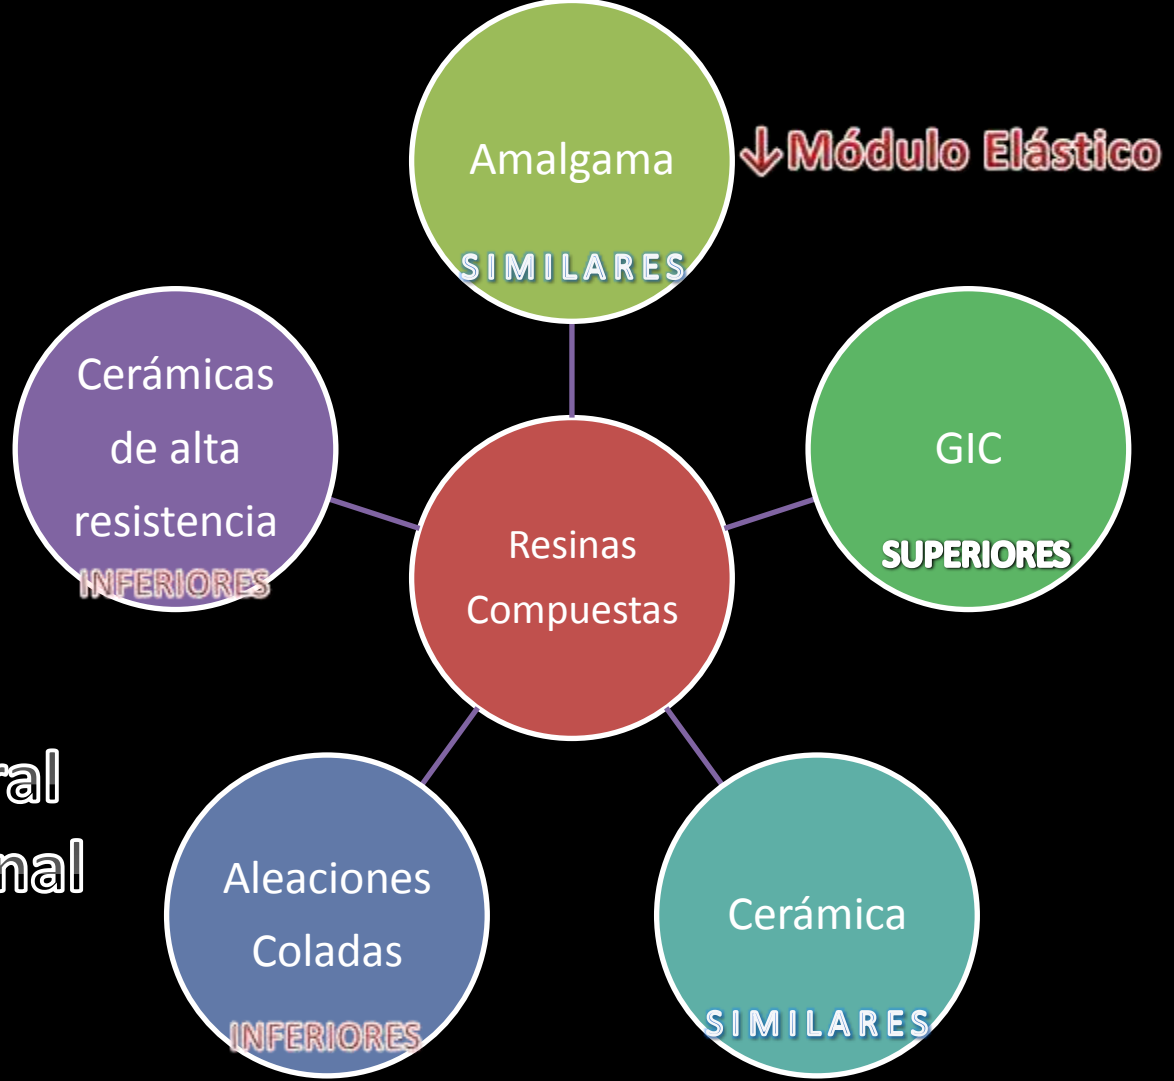 Amalgama
SIMILARES
↓Módulo Elástico
Cerámicas
de alta
resistencia
INFERIORES
GIC
SUPERIORES
Resinas
Compuestas
Aleaciones
Coladas
INFERIORES
Cerámica
SIMILARES